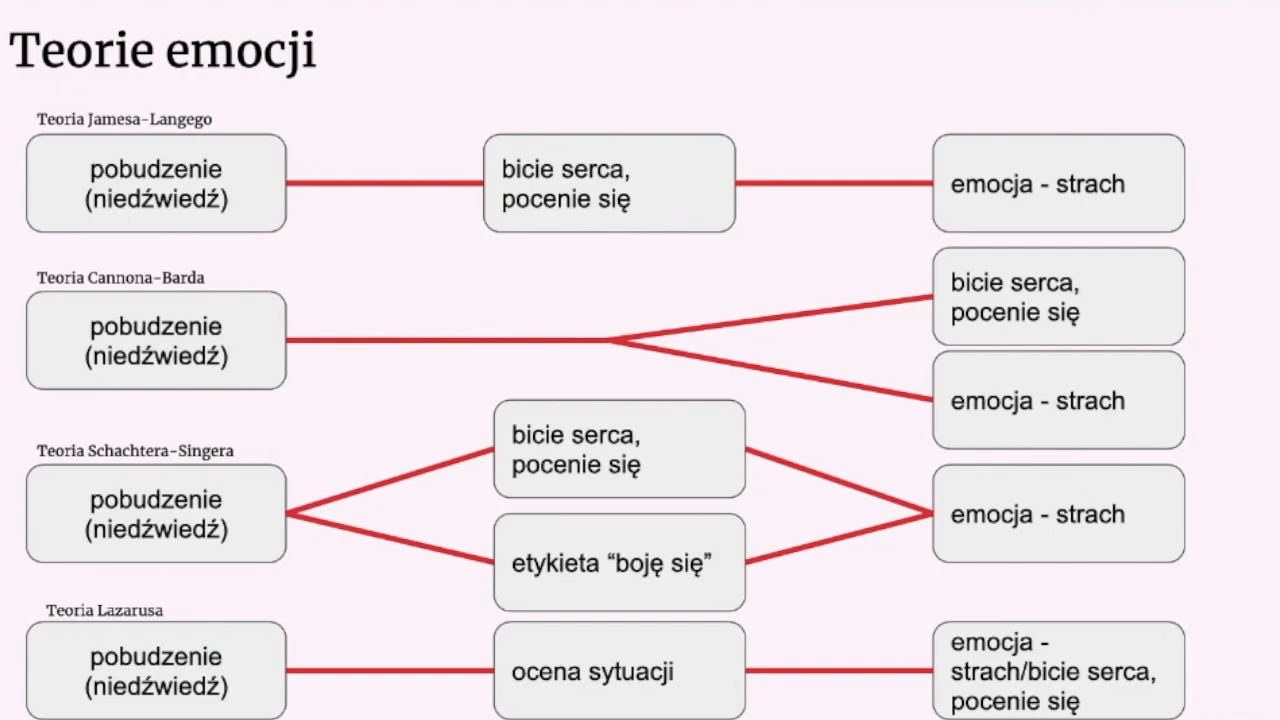 Teorie emocji
Teoria Jamesa-Langego
pobudzenie
(niedźwiedź)
bicie serca,
pocenie się
emocja - strach
Teoria Cannona-Barda
pobudzenie
(niedźwiedź)
bicie serca,
pocenie się
emocja - strach
Teoria Schachtera-Singera
pobudzenie
(niedźwiedź)
bicie serca,
pocenie się
etykieta “boję się”
emocja - strach
Teoria Lazarusa
pobudzenie
(niedźwiedź)
ocena sytuacji
emocja -
strach/bicie serca,
pocenie się